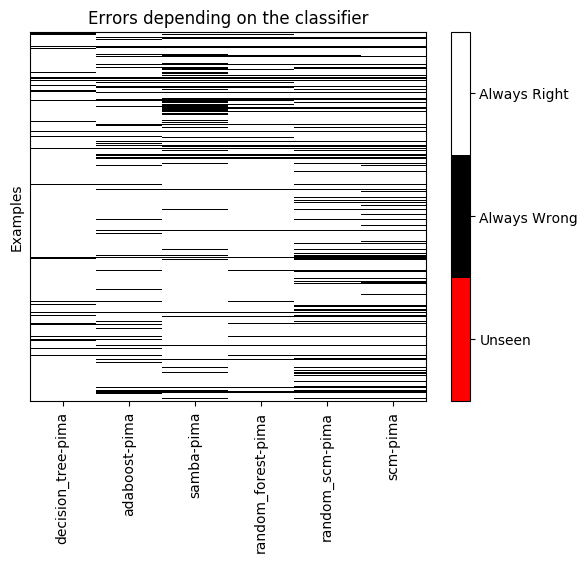 Errors depending on the classifier
Examples
Always Right
Always Wrong
Unseen
decision_tree-pima
adaboost-pima
samba-pima
random_forest-pima
random_scm-pima
scm-pima